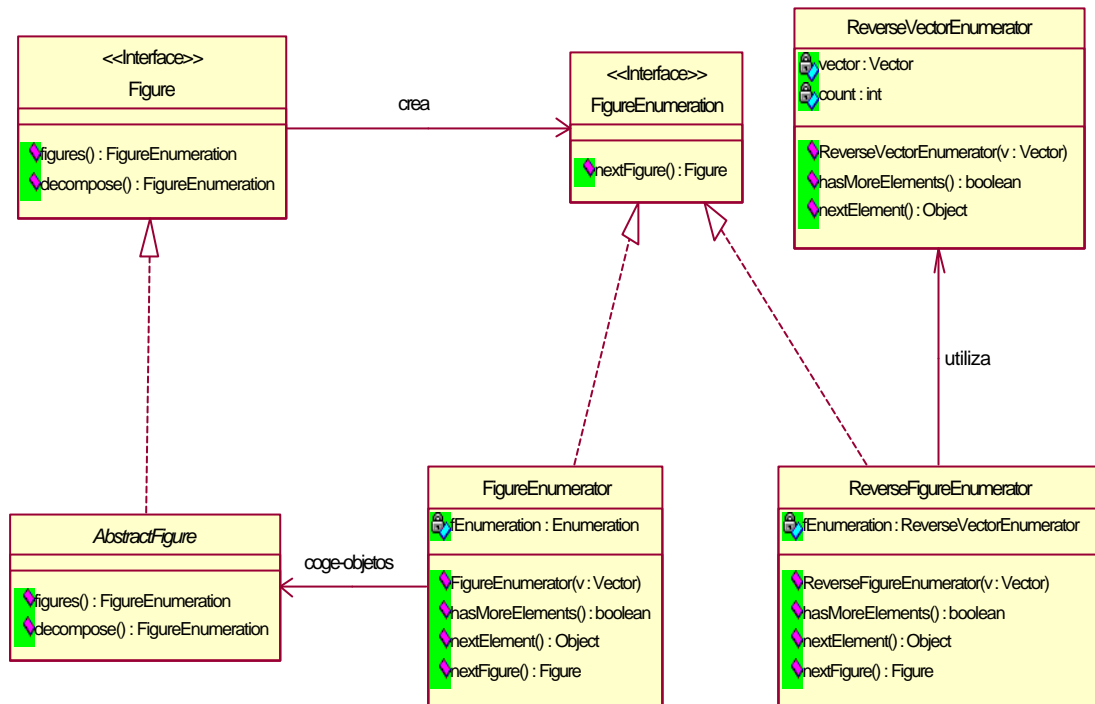 <<Interface>>
Figure
figures() : FigureEnumeration
decompose() : FigureEnumeration
crea
<<Interface>>
FigureEnumeration
nextFigure() : Figure
ReverseVectorEnumerator
vector : Vector
count : int
ReverseVectorEnumerator(v : Vector)
hasMoreElements() : boolean
nextElement() : Object
utiliza
AbstractFigure
figures() : FigureEnumeration
decompose() : FigureEnumeration
coge-objetos
FigureEnumerator
fEnumeration : Enumeration
FigureEnumerator(v : Vector)
hasMoreElements() : boolean
nextElement() : Object
nextFigure() : Figure
ReverseFigureEnumerator
fEnumeration : ReverseVectorEnumerator
ReverseFigureEnumerator(v : Vector)
hasMoreElements() : boolean
nextElement() : Object
nextFigure() : Figure